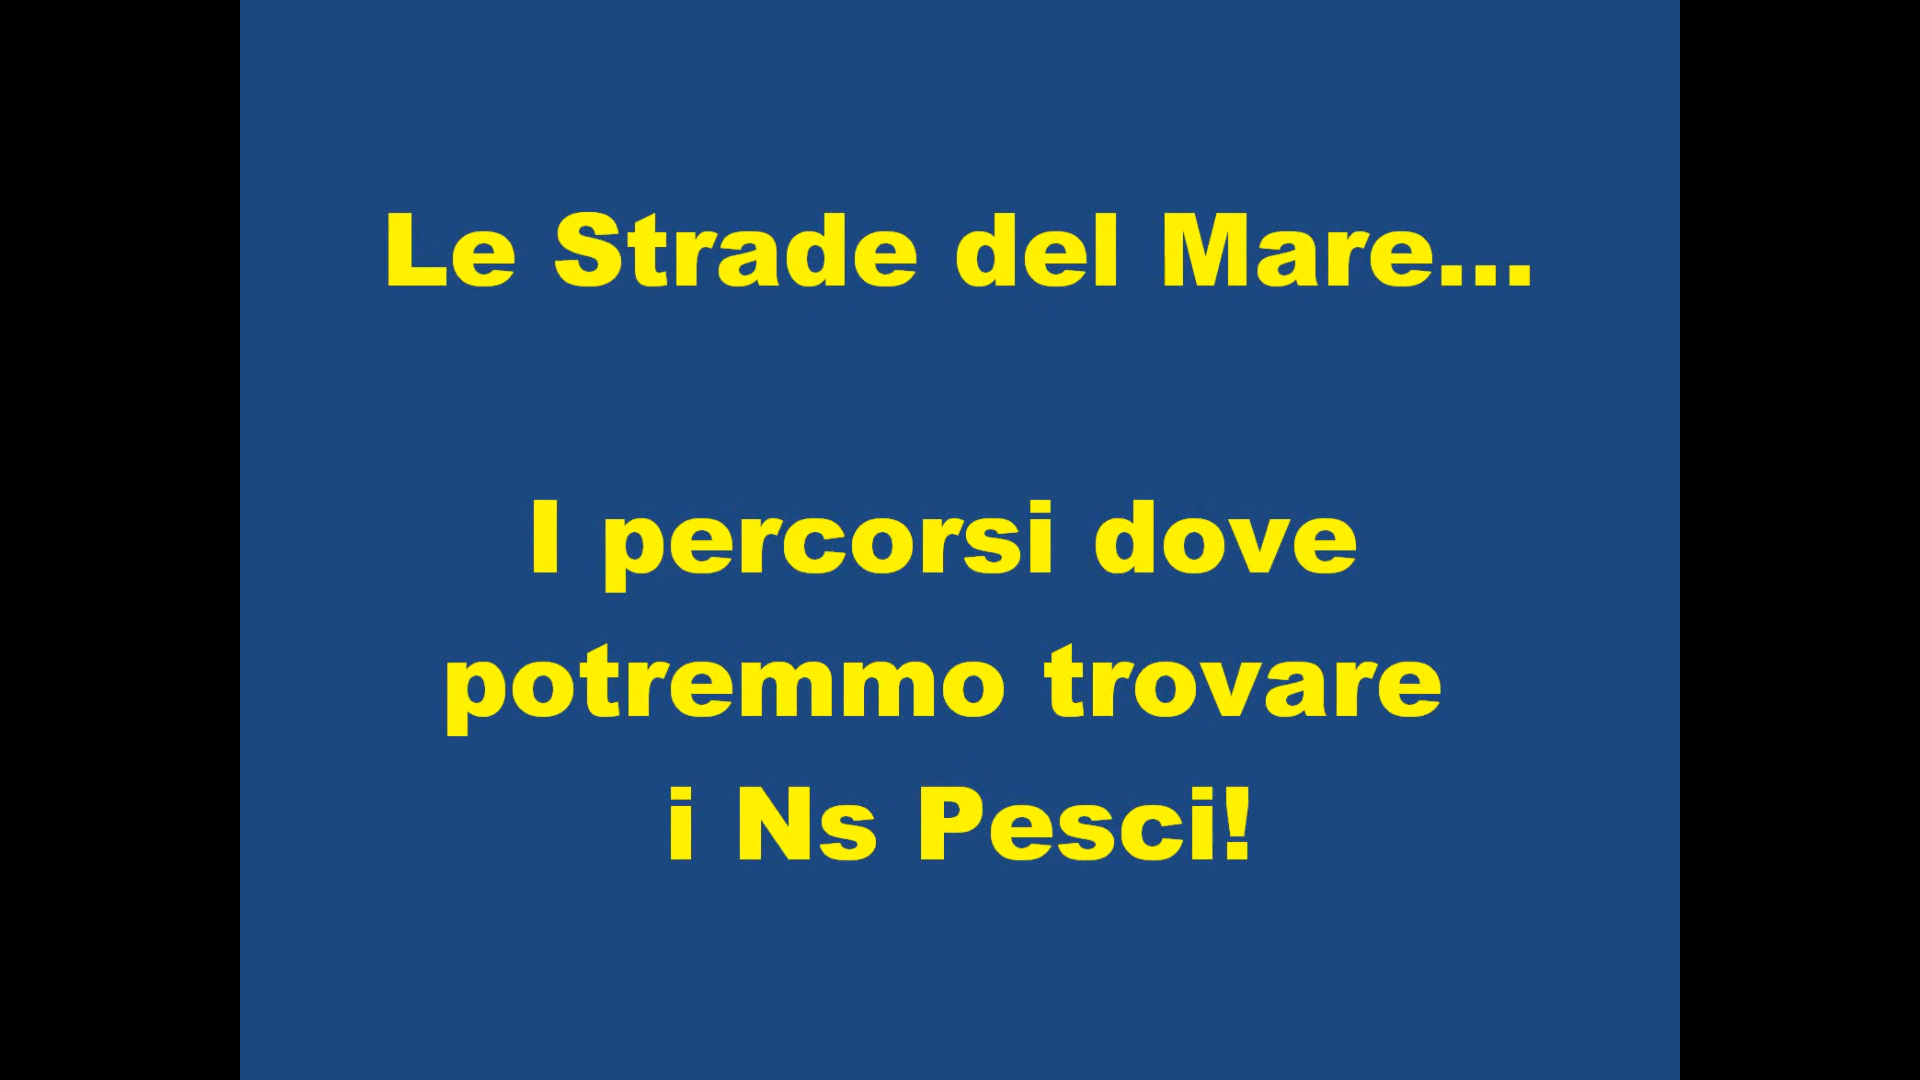 Le Strade del Mare...
I percorsi dove
potremmo trovare
i Ns Pesci!